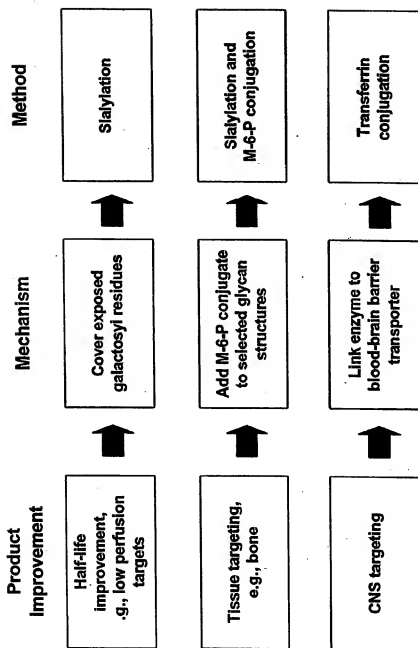 Product
Improvement
Mechanism
Method
Half-life
improvement,
.g., low perfusion
targets
Cover exposed
galactosyl residues
Slalylation
Tissue targeting,
e.g., bone
Add M-6-P conjugate
to selected glycan
structures
Slalylation and
M-6-P conjugation
CNS targeting
Link enzyme to
blood-brain barrier
transporter
Transferrin
conjugation